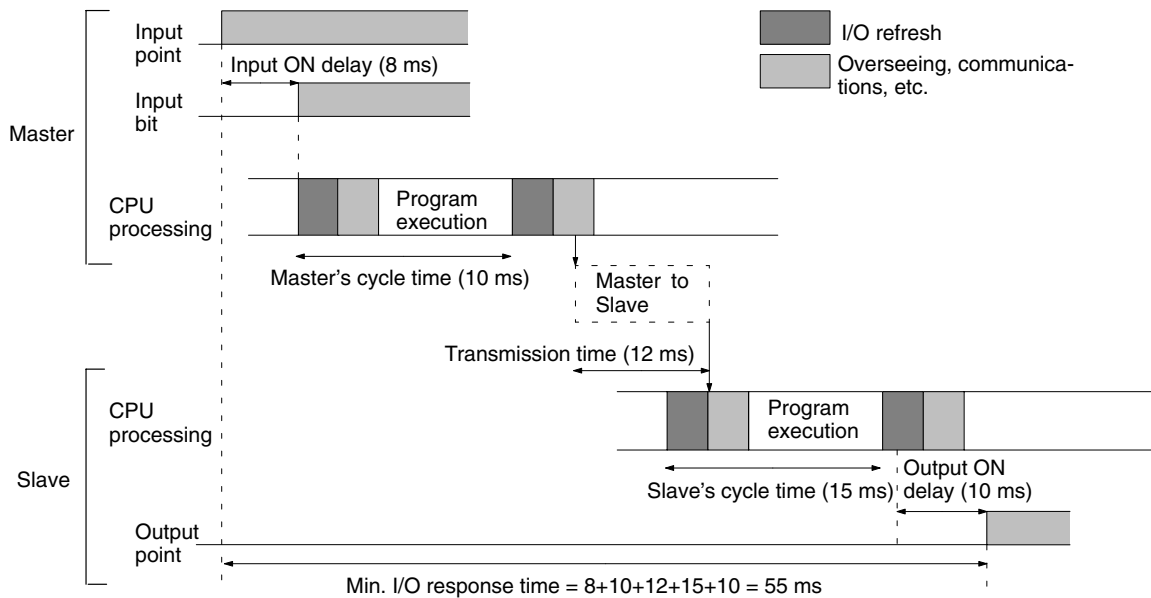 Input
point
Input ON delay (8 ms)
Input
bit
Master
CPU
processing
Program
execution
Master's cycle time (10 ms)
Master to
Slave
Transmission time (12 ms)
I/O refresh
Overseeing, communica-
tions, etc.
Slave
CPU
processing
Program
execution
Slave's cycle time (15 ms)
Output ON
delay (10 ms)
Output
point
Min. I/O response time = 8+10+12+15+10 = 55 ms